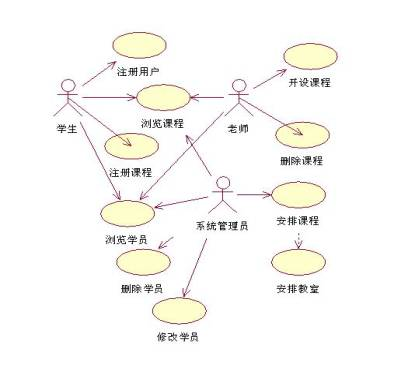 注册用户
开设课程
学生
浏览课程
老师
注册课程
删除课程
浏览学员
系统管理员
安排课程
删除学员
安排教室
修改学员